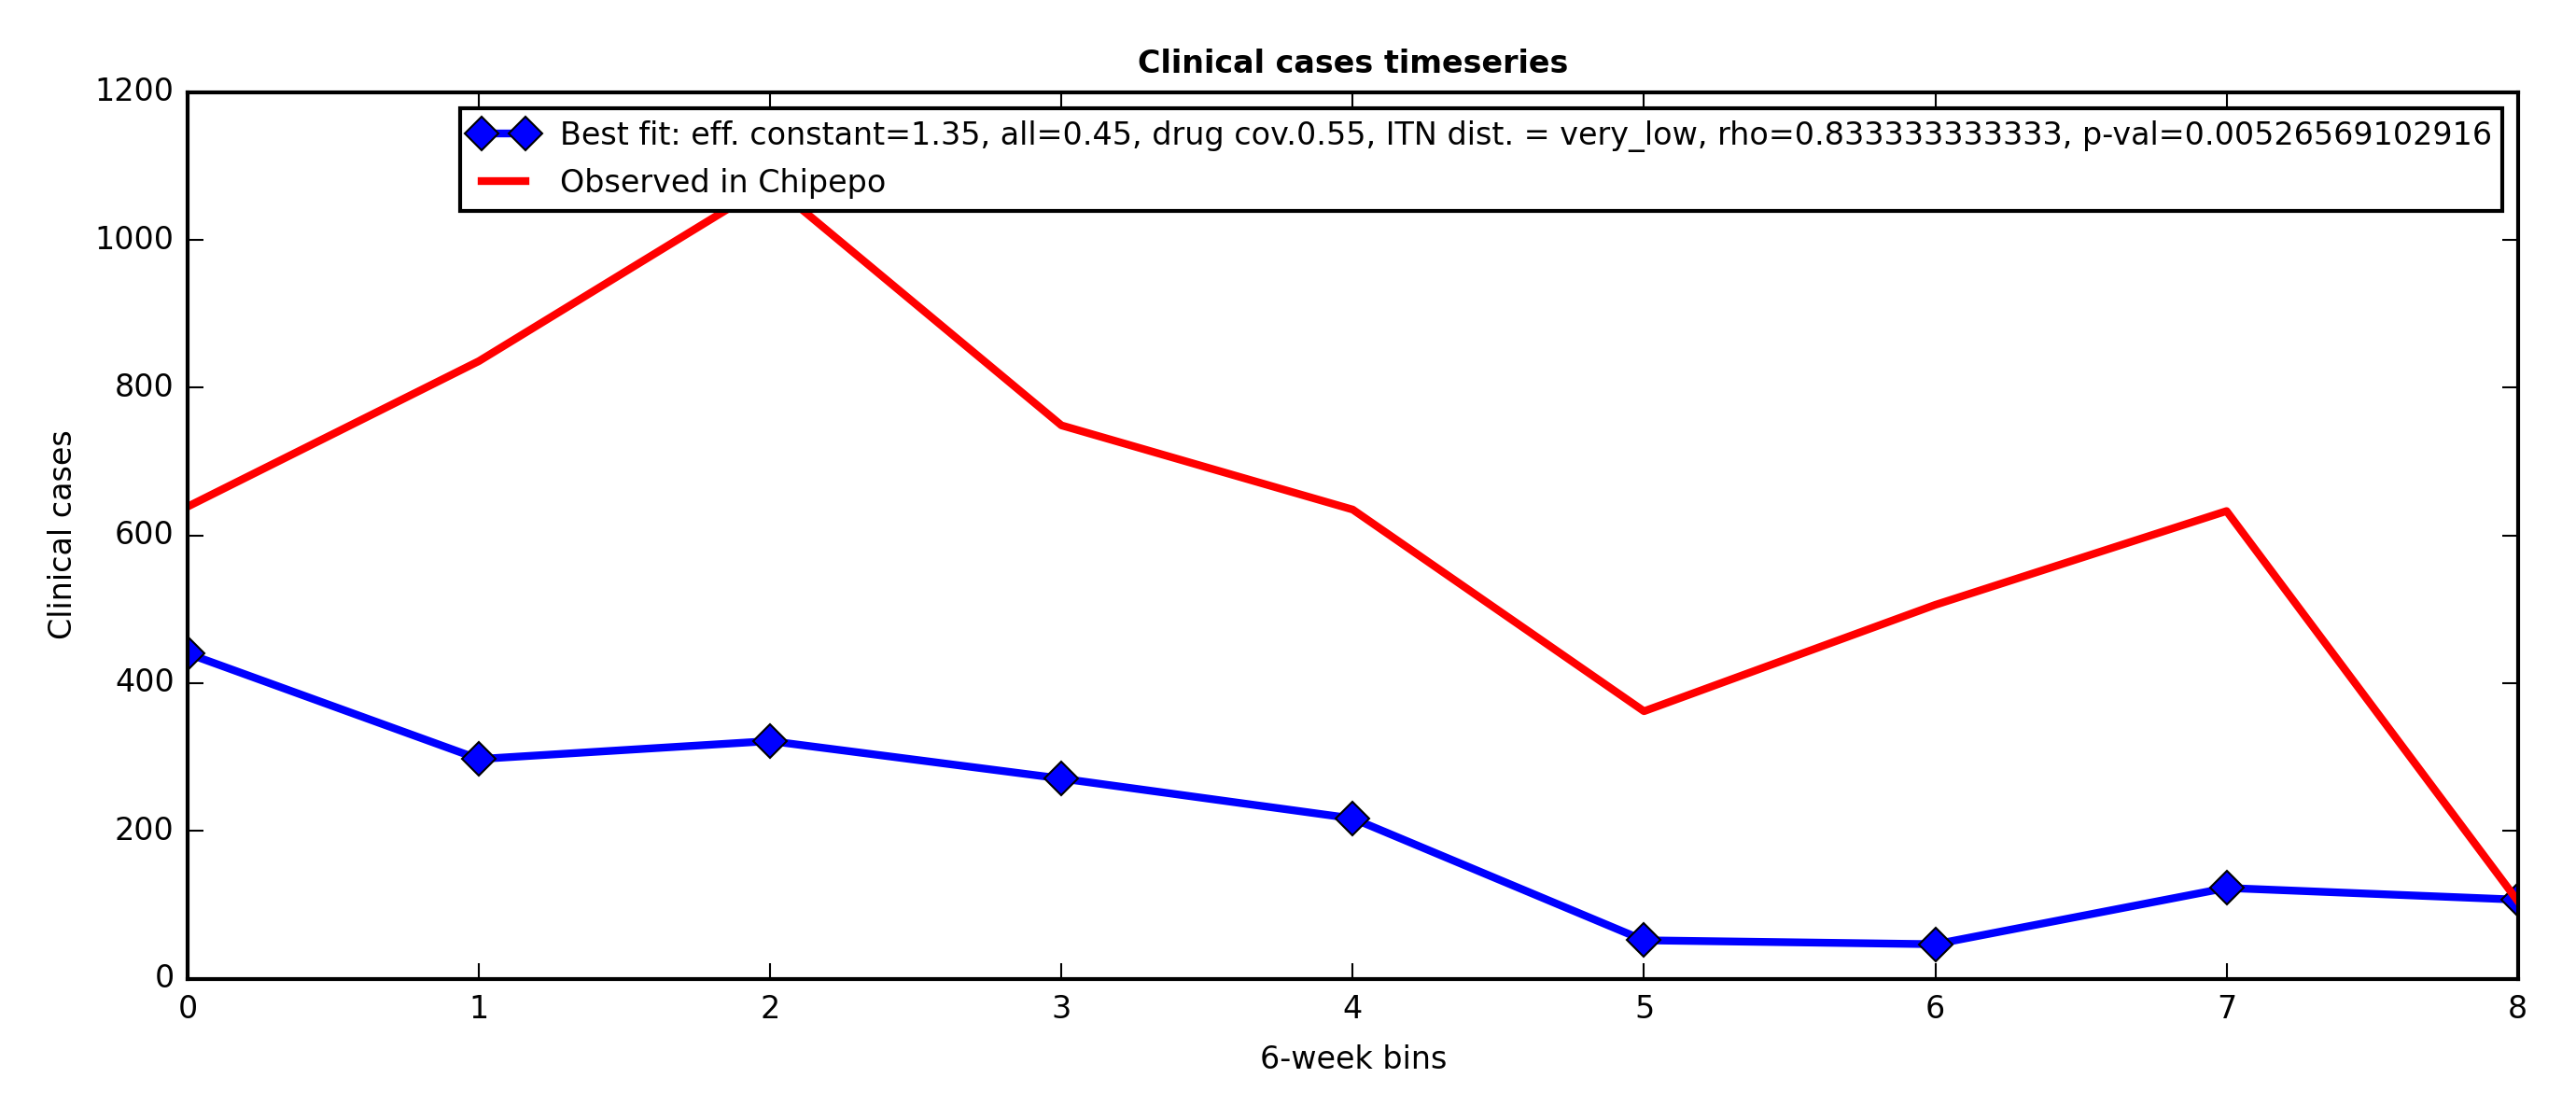 Clinical cases timeseries
1200
1000
800
600
400
200
0
Clinical cases
Best fit: eff. constant=1.35, all=0.45, drug cov.0.55, ITN dist. = very_low, rho=0.833333333333, p-val=0.00526569102916
Observed in Chipepo
0 1 2 3 4 5 6 7 8
6-week bins